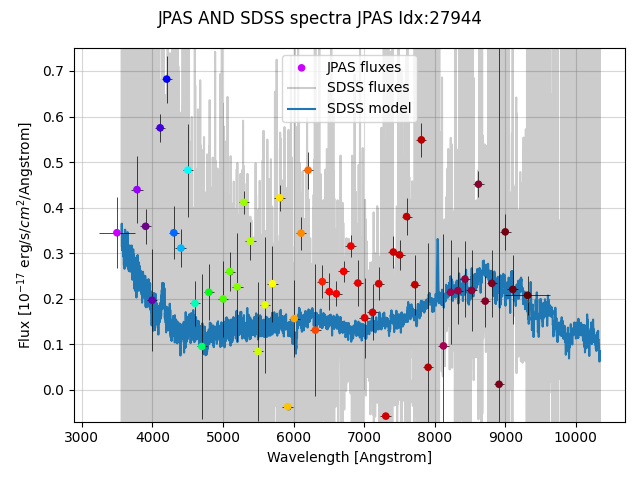 JPAS AND SDSS spectra JPAS Idx:27944
JPAS fluxes
SDSS fluxes
SDSS model
Flux [10⁻¹⁷ erg/s/cm²/Angstrom]
0.7
0.6
0.5
0.4
0.3
0.2
0.1
0.0
3000 4000 5000 6000 7000 8000 9000 10000
Wavelength [Angstrom]